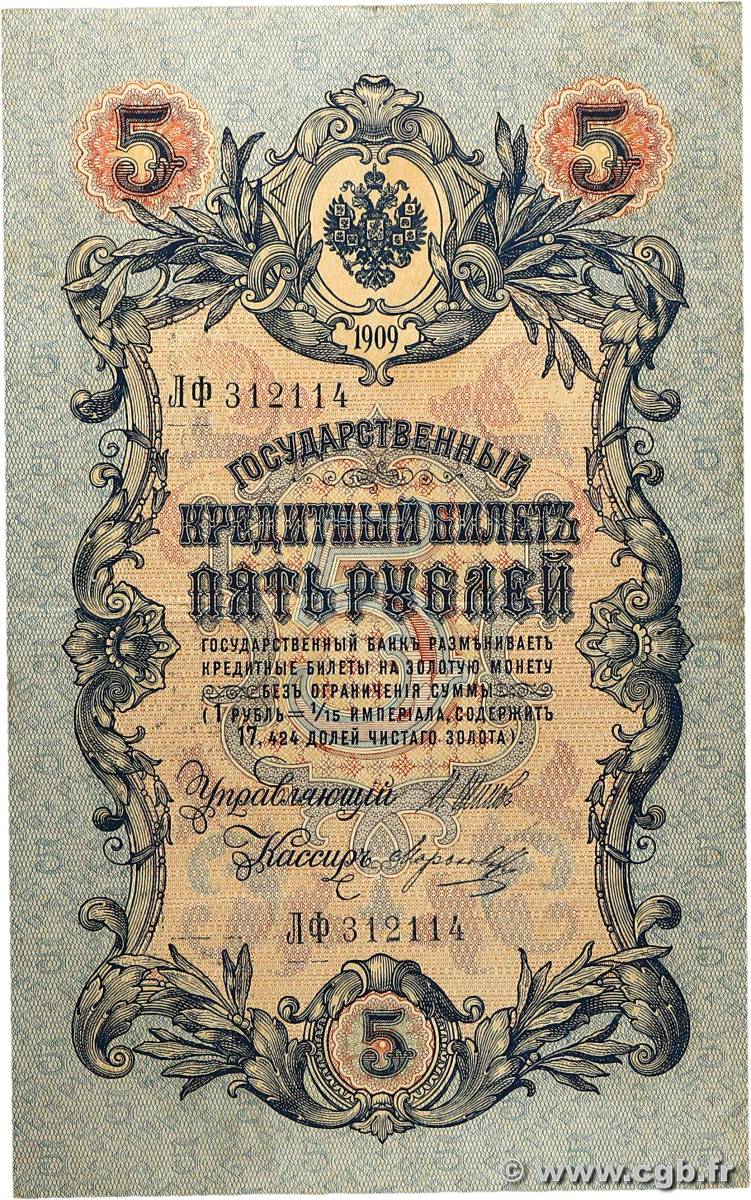 5 5
1909
ЛФ 312114
ГОСУДАРСТВЕННЫЙ
КРЕДИТНЫЙ БИЛЕТЪ
ПЯТЬ РУБЛЕЙ
ГОСУДАРСТВЕННЫЙ БАНКЪ РАЗМѢНИВАЕТЪ
КРЕДИТНЫЕ БИЛЕТЫ НА ЗОЛОТУЮ МОНЕТУ
БЕЗЪ ОГРАНИЧЕНІЯ СУММЫ
(1 РУБЛЬ = 1/15 ИМПЕРІАЛА, СОДЕРЖИТЪ
17,424 ДОЛЕЙ ЧИСТАГО ЗОЛОТА).
Управляющій
Кассиръ
ЛФ 312114
5
© www.cgb.fr